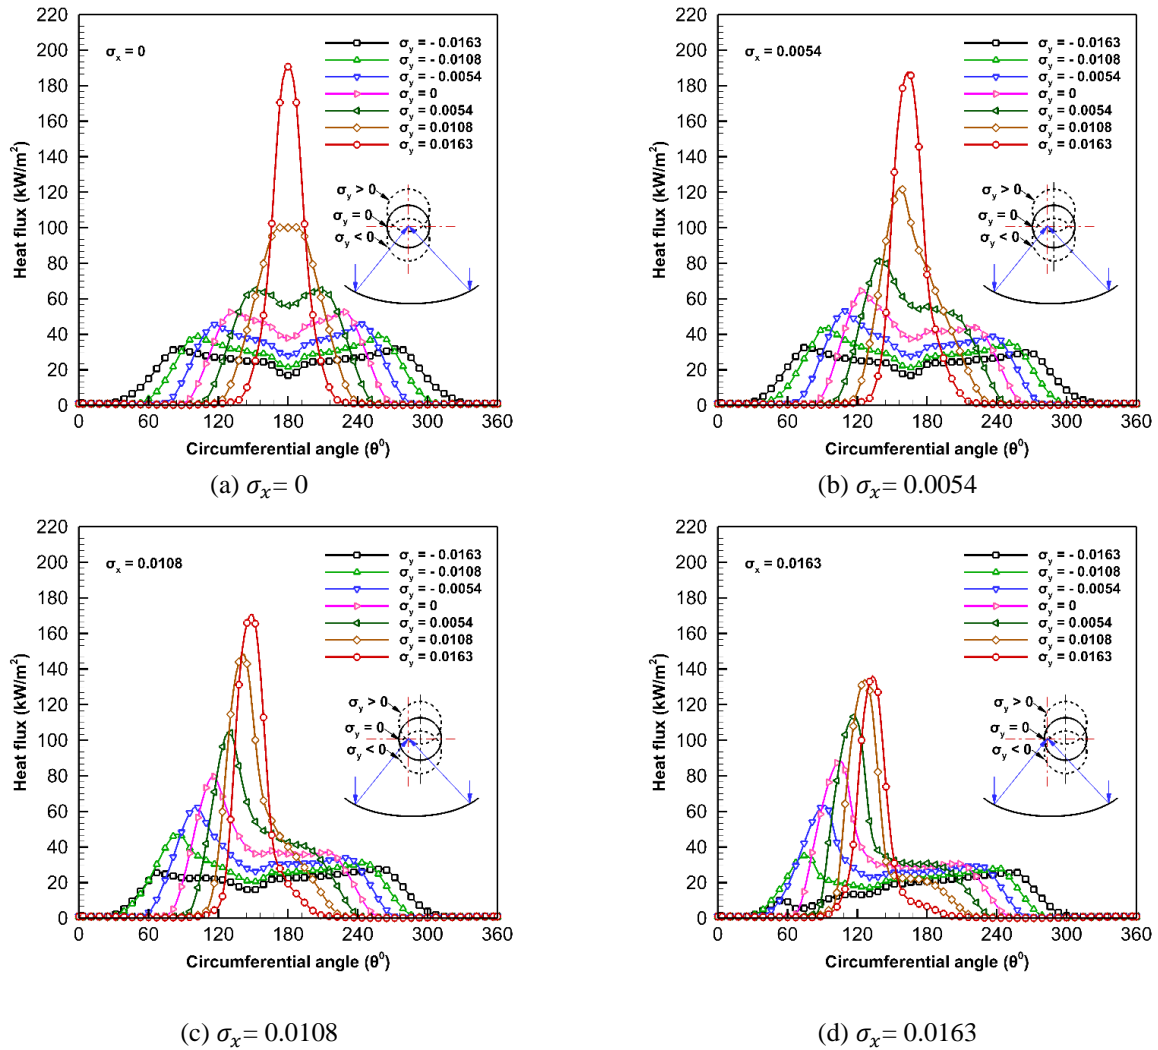 220
200
180
160
140
120
100
80
60
40
20
0
Heat flux (kW/m²)
σx = 0
σy = - 0.0163
σy = - 0.0108
σy = - 0.0054
σy = 0
σy = 0.0054
σy = 0.0108
σy = 0.0163
σy > 0
σy = 0
σy < 0
0 60 120 180 240 300 360
Circumferential angle (θ⁰)
(a) σx= 0
220
200
180
160
140
120
100
80
60
40
20
0
Heat flux (kW/m²)
σx = 0.0054
σy = - 0.0163
σy = - 0.0108
σy = - 0.0054
σy = 0
σy = 0.0054
σy = 0.0108
σy = 0.0163
σy > 0
σy = 0
σy < 0
0 60 120 180 240 300 360
Circumferential angle (θ⁰)
(b) σx= 0.0054
220
200
180
160
140
120
100
80
60
40
20
0
Heat flux (kW/m²)
σx = 0.0108
σy = - 0.0163
σy = - 0.0108
σy = - 0.0054
σy = 0
σy = 0.0054
σy = 0.0108
σy = 0.0163
σy > 0
σy = 0
σy < 0
0 60 120 180 240 300 360
Circumferential angle (θ⁰)
(c) σx= 0.0108
220
200
180
160
140
120
100
80
60
40
20
0
Heat flux (kW/m²)
σx = 0.0163
σy = - 0.0163
σy = - 0.0108
σy = - 0.0054
σy = 0
σy = 0.0054
σy = 0.0108
σy = 0.0163
σy > 0
σy = 0
σy < 0
0 60 120 180 240 300 360
Circumferential angle (θ⁰)
(d) σx= 0.0163